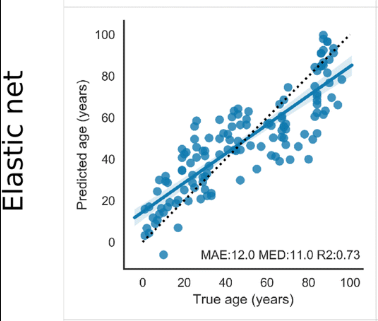 Elastic net
Predicted age (years)
100
80
60
40
20
0
MAE:12.0 MED:11.0 R2:0.73
0 20 40 60 80 100
True age (years)